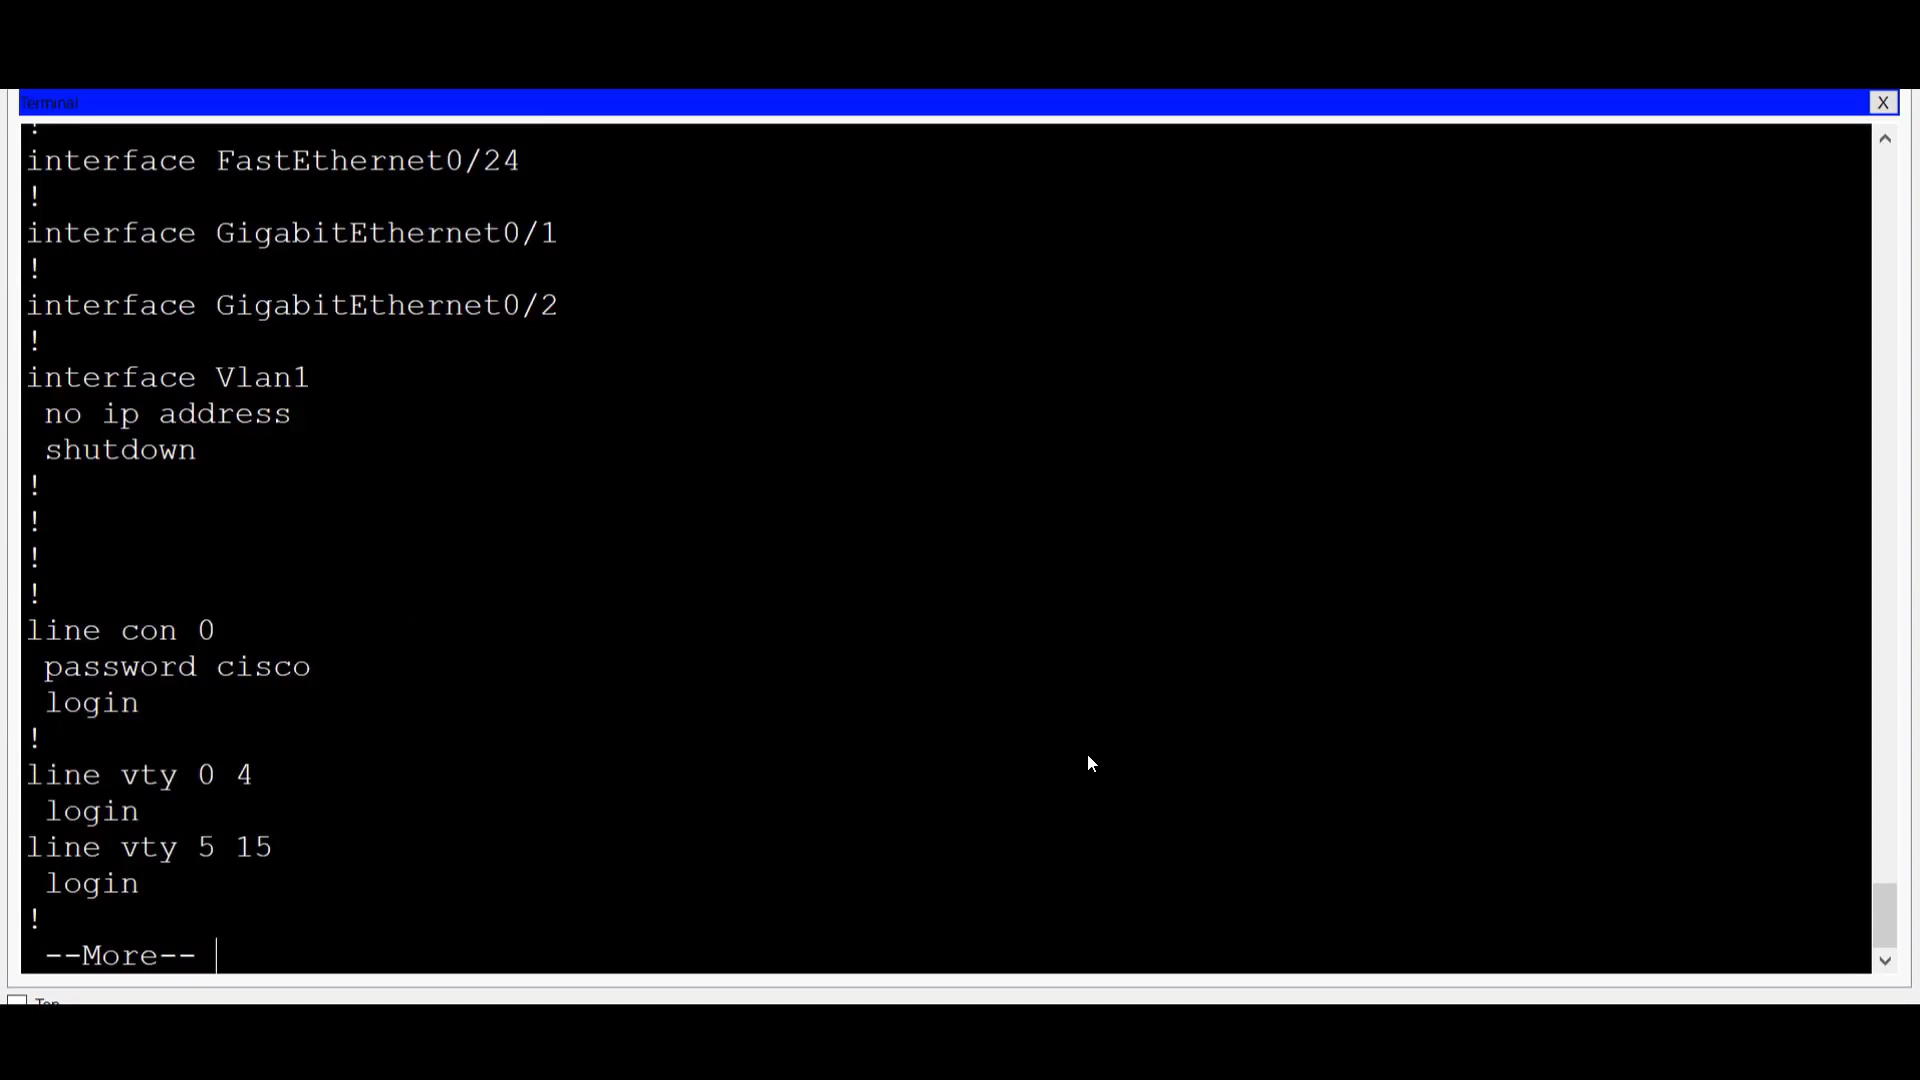 Terminal
X
!
interface FastEthernet0/24
!
interface GigabitEthernet0/1
!
interface GigabitEthernet0/2
!
interface Vlan1
no ip address
shutdown
!
!
!
!
line con 0
password cisco
login
!
line vty 0 4
login
line vty 5 15
login
!
--More--
Top